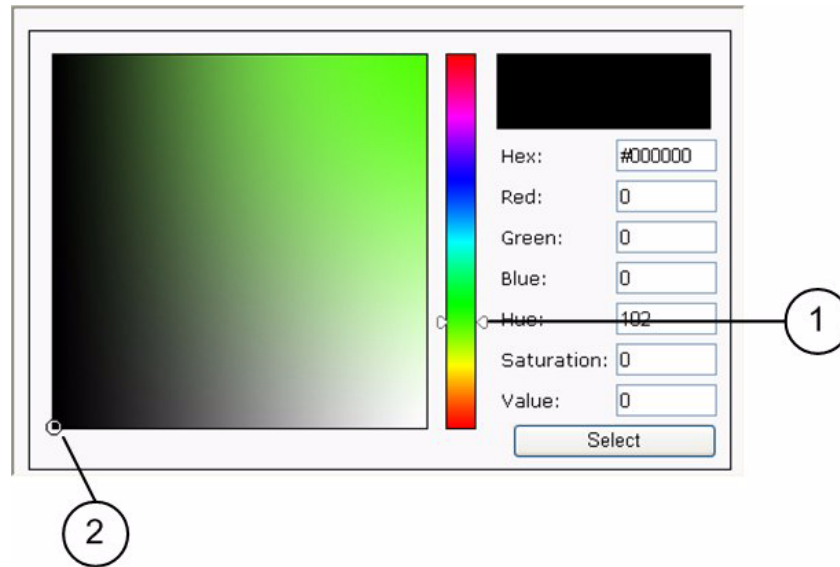 Hex: #000000
Red: 0
Green: 0
Blue: 0
Hue: 102
1
Saturation: 0
Value: 0
Select
2